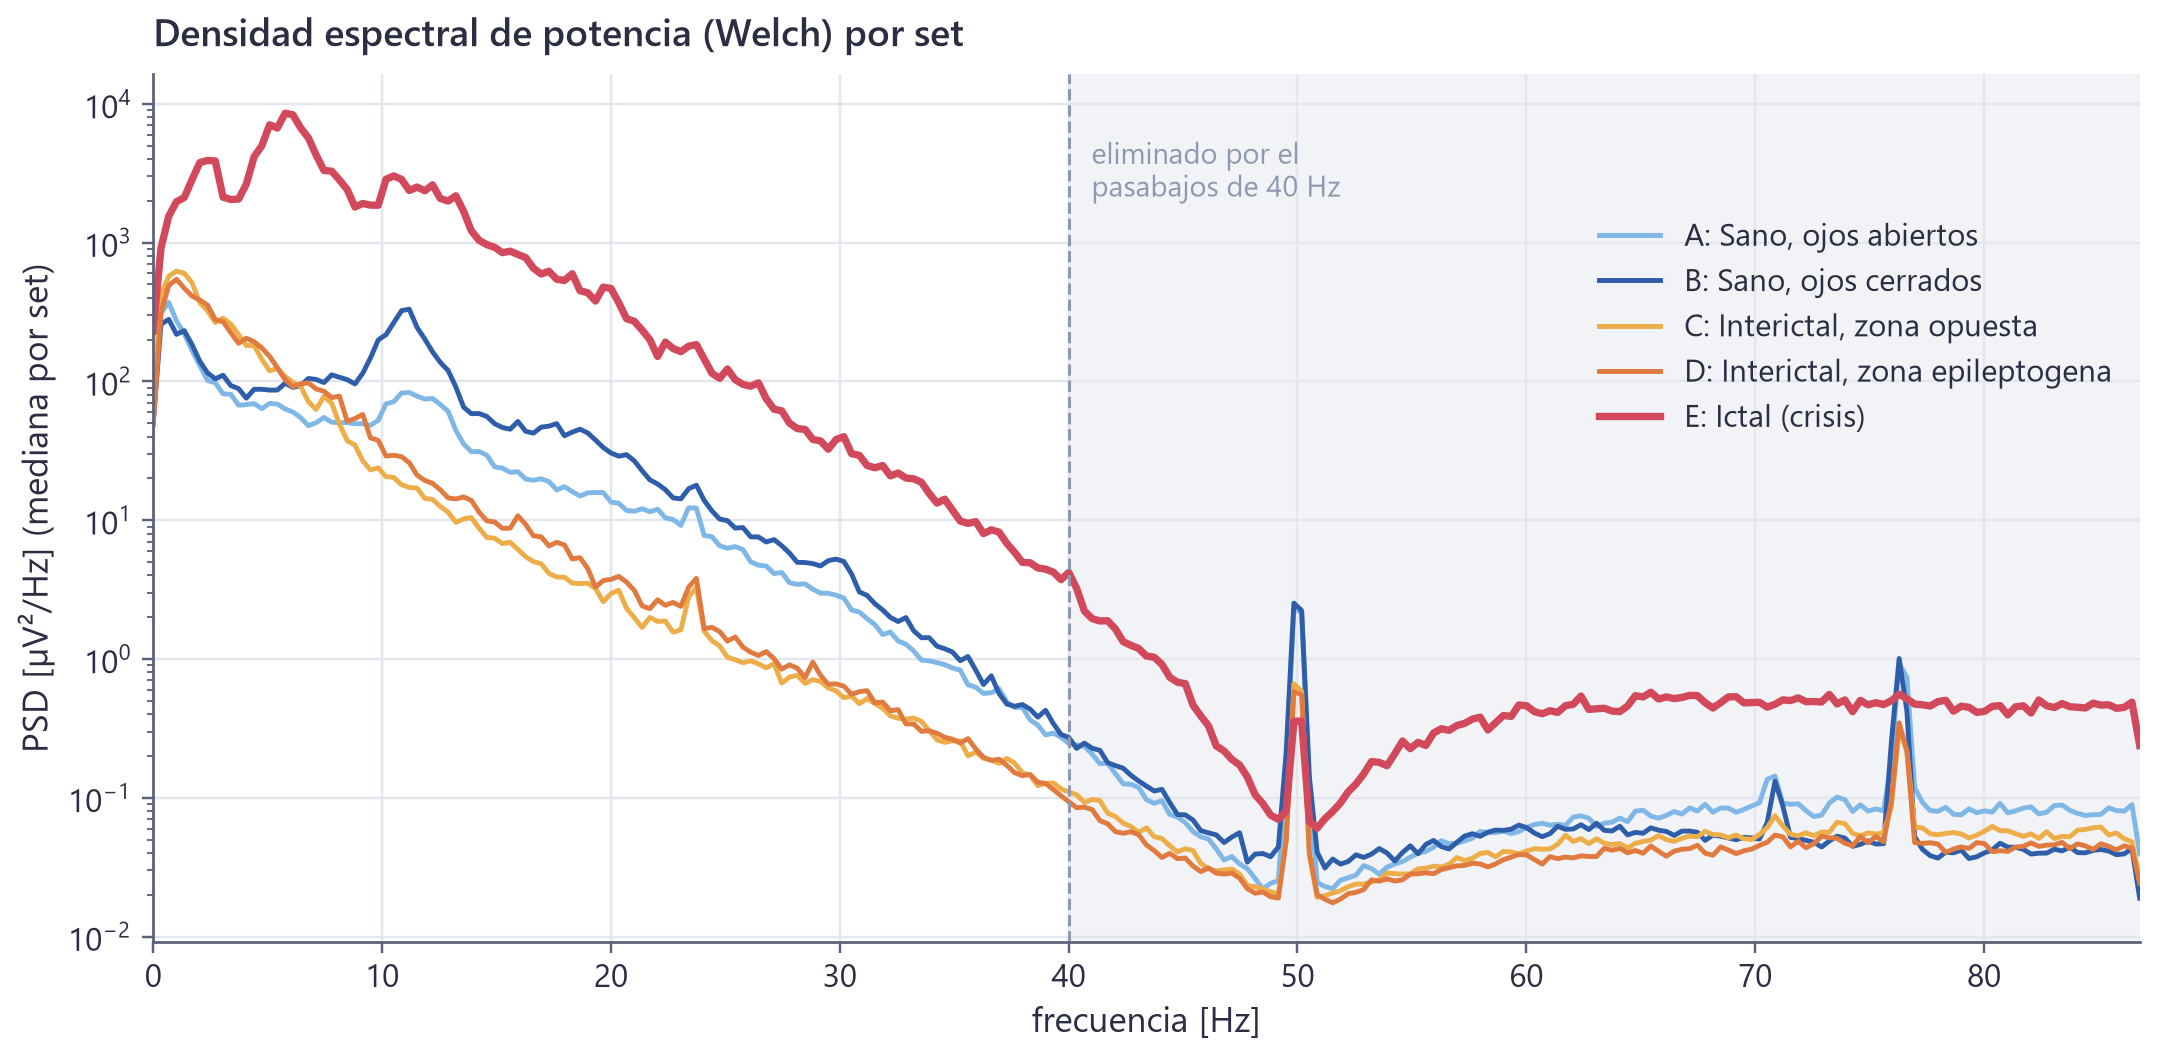 Densidad espectral de potencia (Welch) por set
PSD [µV²/Hz] (mediana por set)
10⁴
10³
10²
10¹
10⁰
10⁻¹
10⁻²
eliminado por el
pasabajos de 40 Hz
A: Sano, ojos abiertos
B: Sano, ojos cerrados
C: Interictal, zona opuesta
D: Interictal, zona epileptogena
E: Ictal (crisis)
0 10 20 30 40 50 60 70 80
frecuencia [Hz]